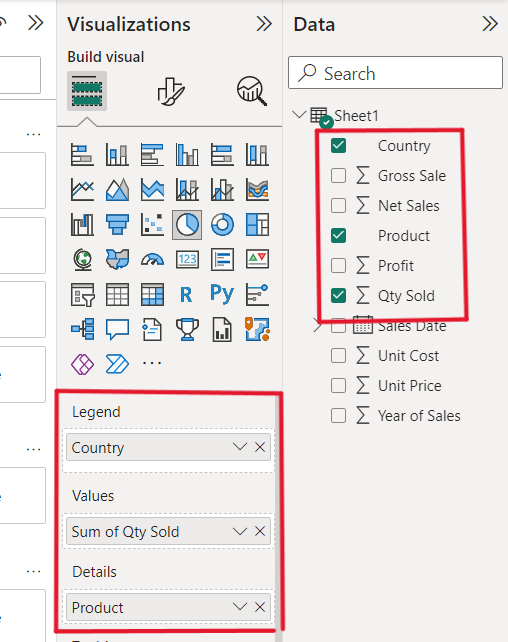 Visualizations
Build visual
123
R
Py
...
Legend
Country
Values
Sum of Qty Sold
Details
Product
Data
Search
Sheet1
Country
Gross Sale
Net Sales
Product
Profit
Qty Sold
Sales Date
Unit Cost
Unit Price
Year of Sales